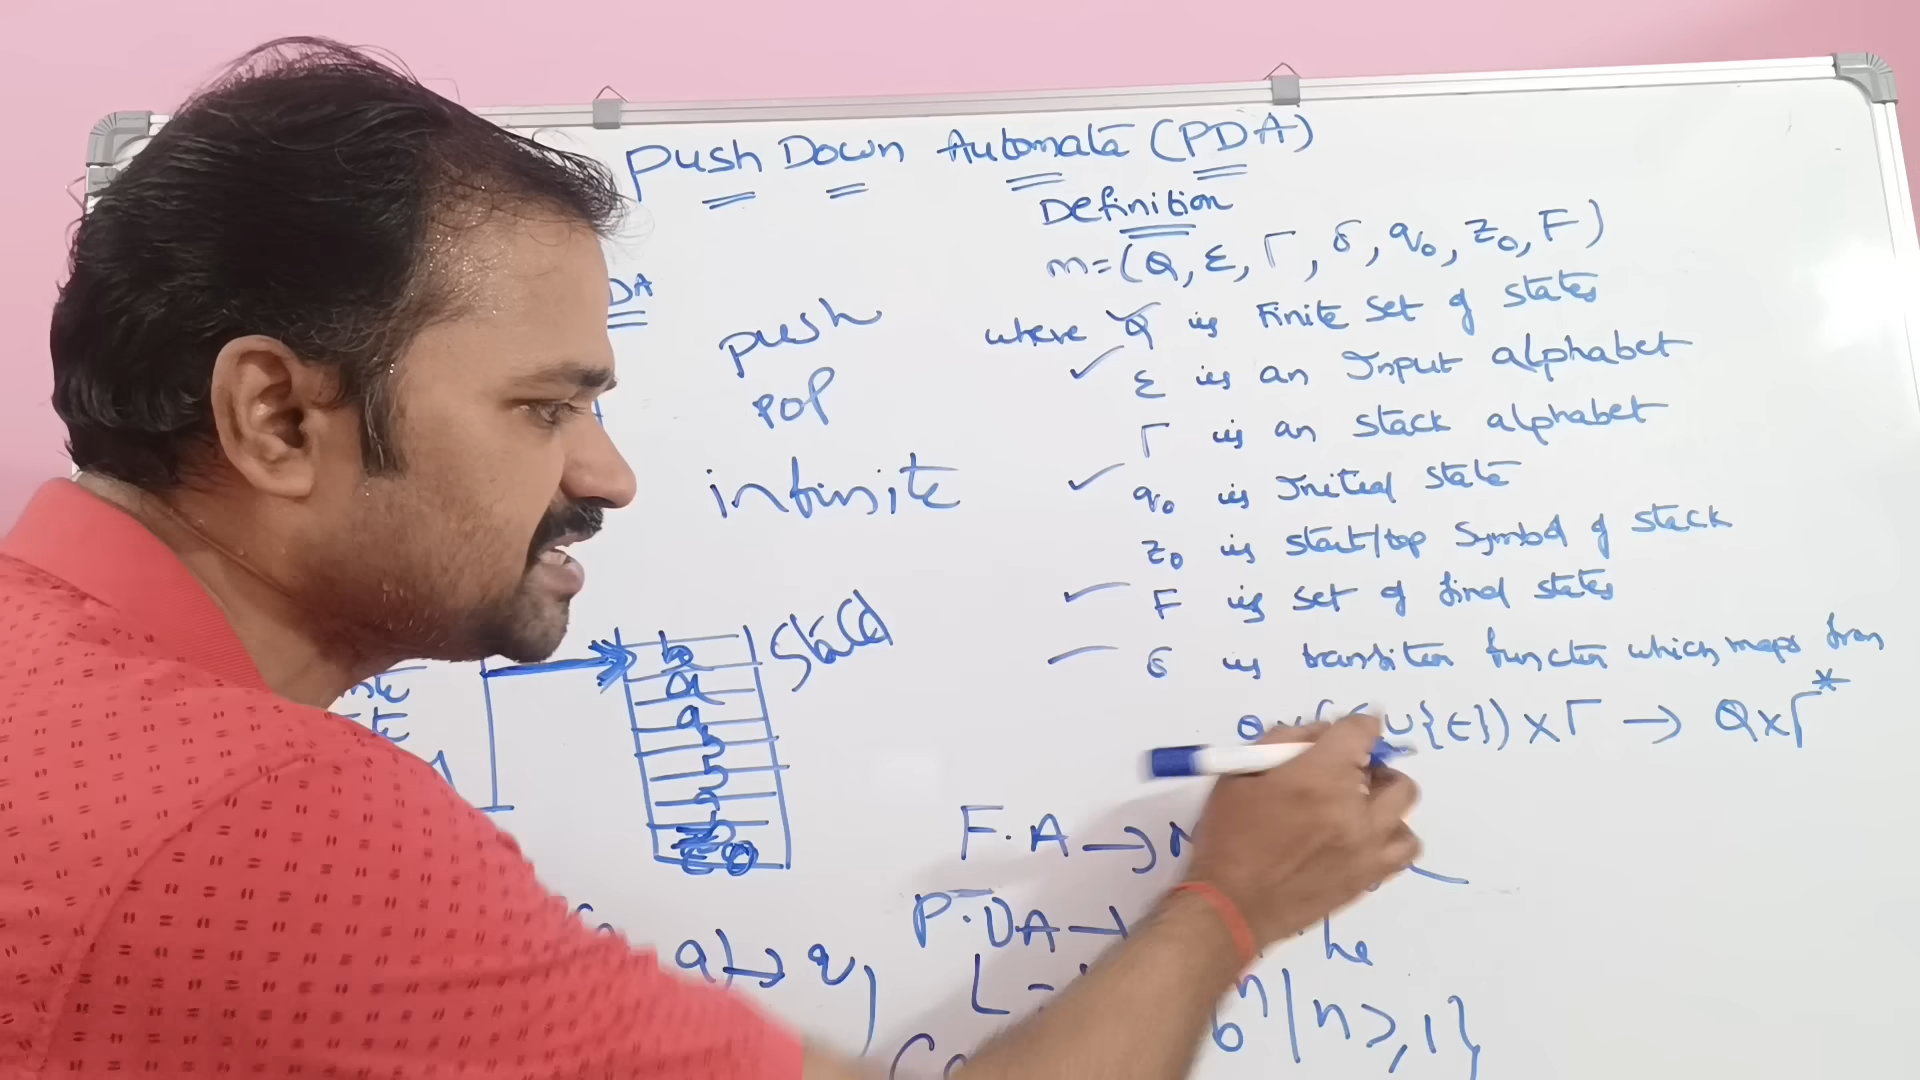 Push Down Automata (PDA)
Definition
m=(Q, Σ, Γ, δ, q₀, z₀, F)
where Q is Finite set of states
Σ is an Input alphabet
Γ is an stack alphabet
q₀ is Initial state
z₀ is start/top symbol of stack
F is set of final states
δ is transition function which maps from
∪{ε}) x Γ → Q x Γ*
DA
push
POP
infinite
stack
b
a
a
F.A →
P.DA →
L =
bⁿ | n ≥ 1}
a) → q